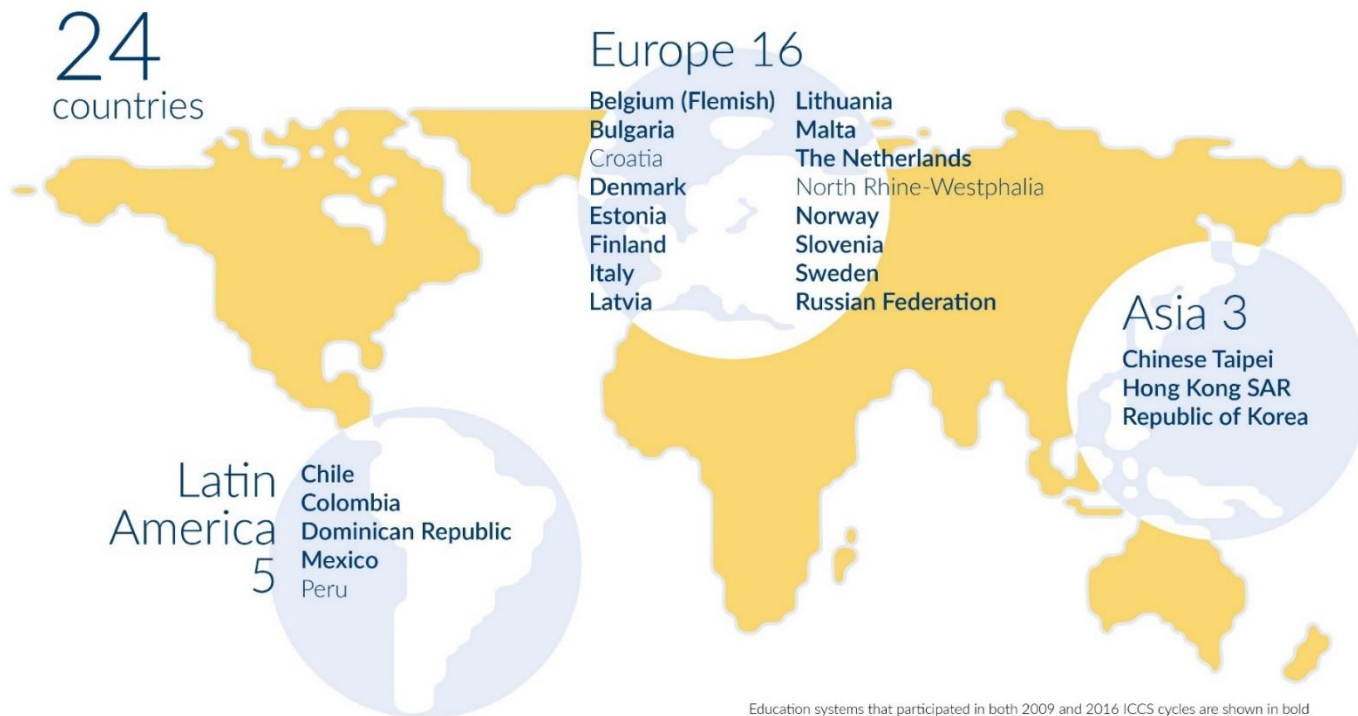 24
countries
Europe 16
Belgium (Flemish)
Bulgaria
Croatia
Denmark
Estonia
Finland
Italy
Latvia
Lithuania
Malta
The Netherlands
North Rhine-Westphalia
Norway
Slovenia
Sweden
Russian Federation
Asia 3
Chinese Taipei
Hong Kong SAR
Republic of Korea
Latin
America
5
Chile
Colombia
Dominican Republic
Mexico
Peru
Education systems that participated in both 2009 and 2016 ICCS cycles are shown in bold